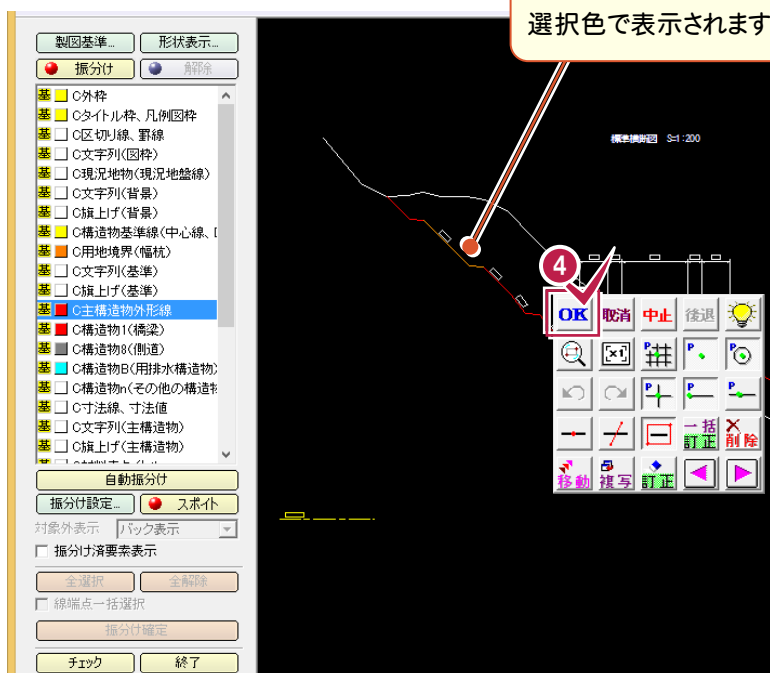 選択色で表示されます
製図基準...
形状表示...
振分け
解除
基 C外枠
基 Cタイトル枠、凡例図枠
基 C区切り線、罫線
基 C文字列(図枠)
基 C現況地物(現況地盤線)
基 C文字列(背景)
基 C旗上げ(背景)
基 C構造物基準線(中心線、
基 C用地境界(幅杭)
基 C文字列(基準)
基 C旗上げ(基準)
基 C主構造物外形線
基 C構造物1(橋梁)
基 C構造物8(側道)
基 C構造物B(用排水構造物)
基 C構造物n(その他の構造物
基 C寸法線、寸法値
基 C文字列(主構造物)
基 C旗上げ(主構造物)
自動振分け
振分け設定...
スポイト
対象外表示 バック表示
振分け済要素表示
全選択
全解除
線端点一括選択
振分け確定
チェック
終了
標準横断図 S=1:200
4
OK 取消 中止 後退
[×1] P P P
P P P
一括訂正 削除
移動 複写 訂正